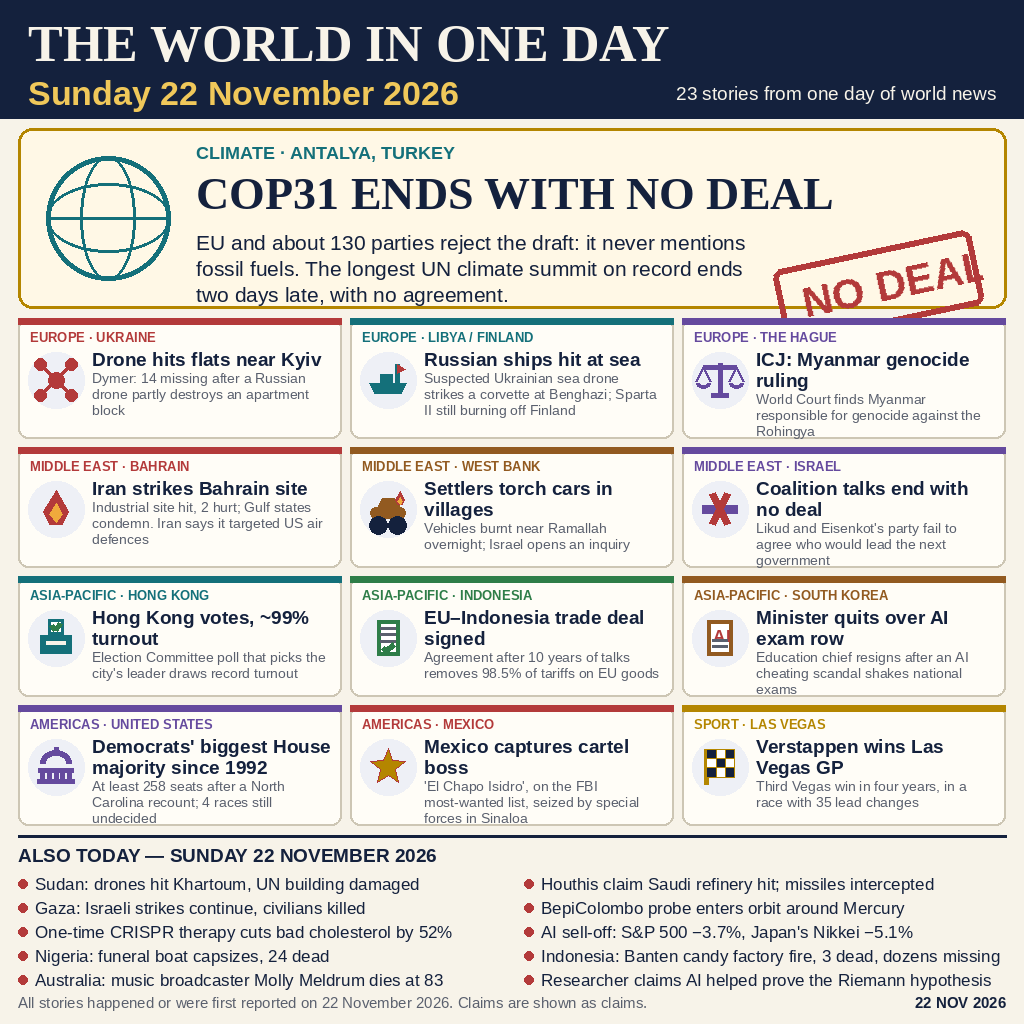 THE WORLD IN ONE DAY
Sunday 22 November 2026
23 stories from one day of world news
CLIMATE · ANTALYA, TURKEY
COP31 ENDS WITH NO DEAL
EU and about 130 parties reject the draft: it never mentions
fossil fuels. The longest UN climate summit on record ends
two days late, with no agreement.
NO DEAL
EUROPE · UKRAINE
Drone hits flats near Kyiv
Dymer: 14 missing after a Russian
drone partly destroys an apartment
block
EUROPE · LIBYA / FINLAND
Russian ships hit at sea
Suspected Ukrainian sea drone
strikes a corvette at Benghazi; Sparta
II still burning off Finland
EUROPE · THE HAGUE
ICJ: Myanmar genocide
ruling
World Court finds Myanmar
responsible for genocide against the
Rohingya
MIDDLE EAST · BAHRAIN
Iran strikes Bahrain site
Industrial site hit, 2 hurt; Gulf states
condemn. Iran says it targeted US air
defences
MIDDLE EAST · WEST BANK
Settlers torch cars in
villages
Vehicles burnt near Ramallah
overnight; Israel opens an inquiry
MIDDLE EAST · ISRAEL
Coalition talks end with
no deal
Likud and Eisenkot's party fail to
agree who would lead the next
government
ASIA-PACIFIC · HONG KONG
Hong Kong votes, ~99%
turnout
Election Committee poll that picks the
city's leader draws record turnout
ASIA-PACIFIC · INDONESIA
EU–Indonesia trade deal
signed
Agreement after 10 years of talks
removes 98.5% of tariffs on EU goods
ASIA-PACIFIC · SOUTH KOREA
AI
Minister quits over AI
exam row
Education chief resigns after an AI
cheating scandal shakes national
exams
AMERICAS · UNITED STATES
Democrats' biggest House
majority since 1992
At least 258 seats after a North
Carolina recount; 4 races still
undecided
AMERICAS · MEXICO
Mexico captures cartel
boss
'El Chapo Isidro', on the FBI
most-wanted list, seized by special
forces in Sinaloa
SPORT · LAS VEGAS
Verstappen wins Las
Vegas GP
Third Vegas win in four years, in a
race with 35 lead changes
ALSO TODAY — SUNDAY 22 NOVEMBER 2026
Sudan: drones hit Khartoum, UN building damaged
Gaza: Israeli strikes continue, civilians killed
One-time CRISPR therapy cuts bad cholesterol by 52%
Nigeria: funeral boat capsizes, 24 dead
Australia: music broadcaster Molly Meldrum dies at 83
Houthis claim Saudi refinery hit; missiles intercepted
BepiColombo probe enters orbit around Mercury
AI sell-off: S&P 500 −3.7%, Japan's Nikkei −5.1%
Indonesia: Banten candy factory fire, 3 dead, dozens missing
Researcher claims AI helped prove the Riemann hypothesis
All stories happened or were first reported on 22 November 2026. Claims are shown as claims.
22 NOV 2026